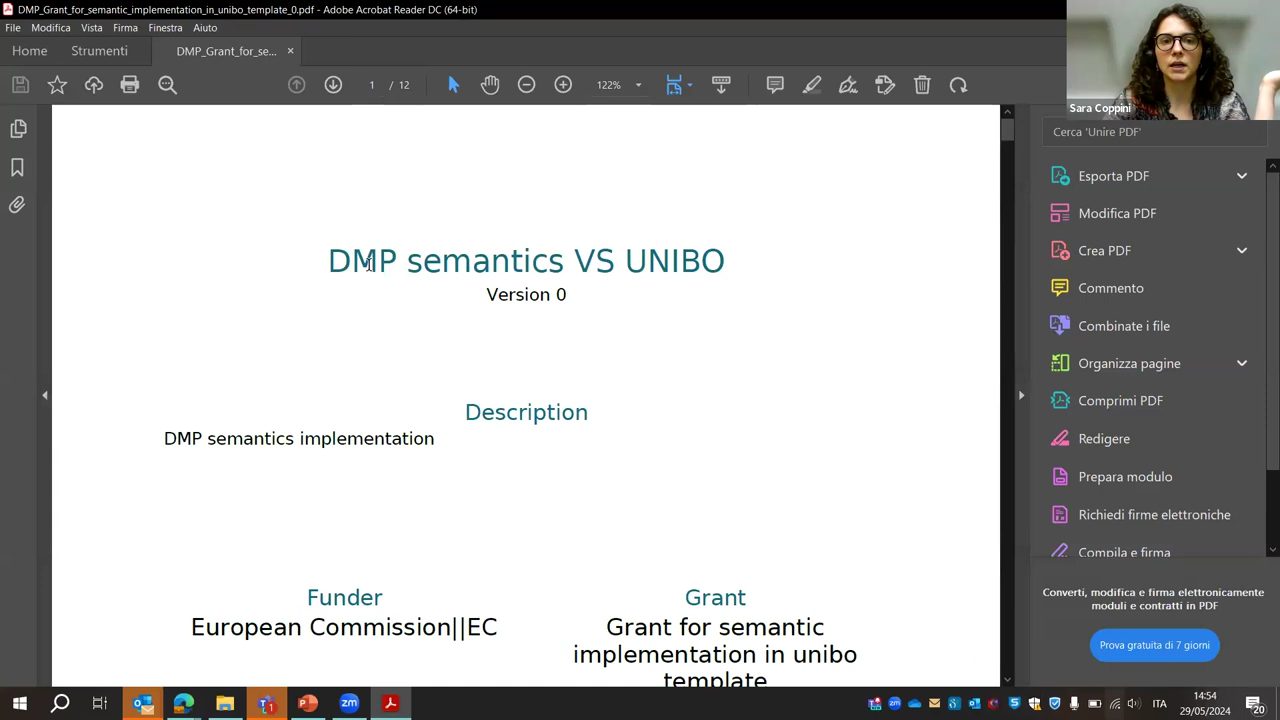 DMP_Grant_for_semantic_implementation_in_unibo_template_0.pdf - Adobe Acrobat Reader DC (64-bit)
File Modifica Vista Firma Finestra Aiuto
Home Strumenti DMP_Grant_for_se... ×
1 / 12 122%
Sara Coppini
Cerca 'Unire PDF'
Esporta PDF
Modifica PDF
Crea PDF
Commento
Combinate i file
Organizza pagine
Comprimi PDF
Redigere
Prepara modulo
Richiedi firme elettroniche
Compila e firma
Converti, modifica e firma elettronicamente
moduli e contratti in PDF
Prova gratuita di 7 giorni
DMP semantics VS UNIBO
Version 0
Description
DMP semantics implementation
Funder
European Commission||EC
Grant
Grant for semantic
implementation in unibo
template
ITA
14:54
29/05/2024
20